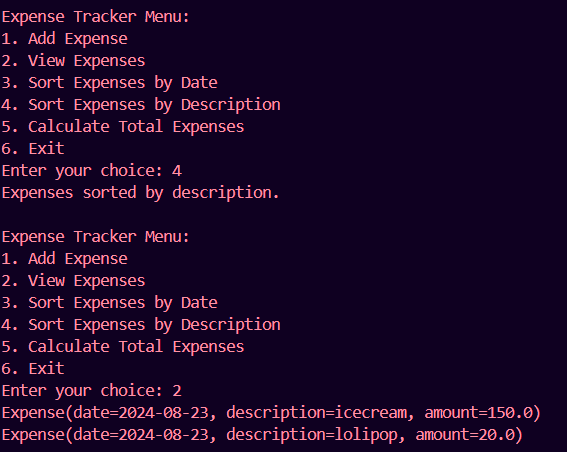 Expense Tracker Menu:
1. Add Expense
2. View Expenses
3. Sort Expenses by Date
4. Sort Expenses by Description
5. Calculate Total Expenses
6. Exit
Enter your choice: 4
Expenses sorted by description.
Expense Tracker Menu:
1. Add Expense
2. View Expenses
3. Sort Expenses by Date
4. Sort Expenses by Description
5. Calculate Total Expenses
6. Exit
Enter your choice: 2
Expense(date=2024-08-23, description=icecream, amount=150.0)
Expense(date=2024-08-23, description=lolipop, amount=20.0)